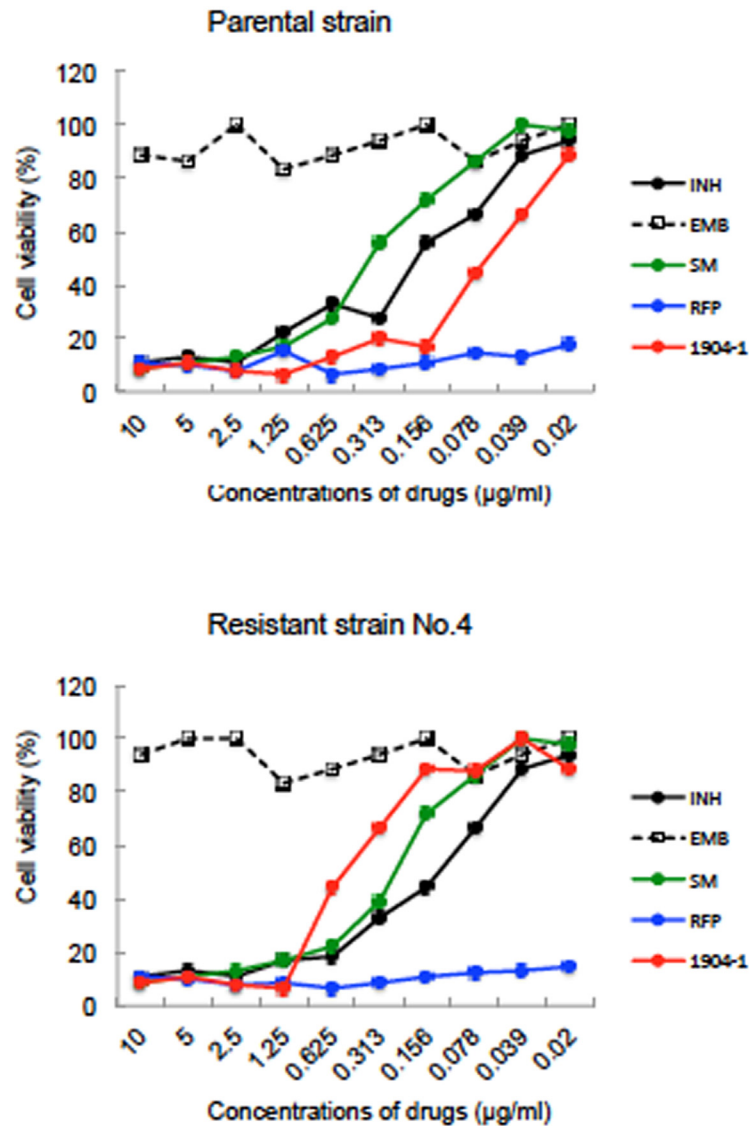 Parental strain
120
100
80
60
40
20
0
Cell viability (%)
10 5 2.5 1.25 0.625 0.313 0.156 0.078 0.039 0.02
Concentrations of drugs (µg/ml)
INH
EMB
SM
RFP
1904-1
Resistant strain No.4
120
100
80
60
40
20
0
Cell viability (%)
10 5 2.5 1.25 0.625 0.313 0.156 0.078 0.039 0.02
Concentrations of drugs (µg/ml)
INH
EMB
SM
RFP
1904-1